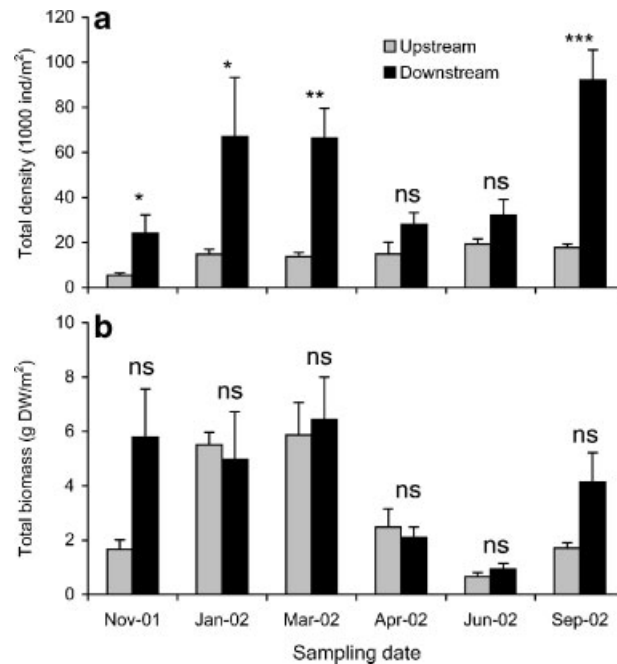 a
Total density (1000 ind/m²)
120
100
80
60
40
20
0
Upstream
Downstream
*
*
**
ns
ns
***
b
Total biomass (g DW/m²)
10
8
6
4
2
0
ns
ns
ns
ns
ns
ns
Nov-01 Jan-02 Mar-02 Apr-02 Jun-02 Sep-02
Sampling date